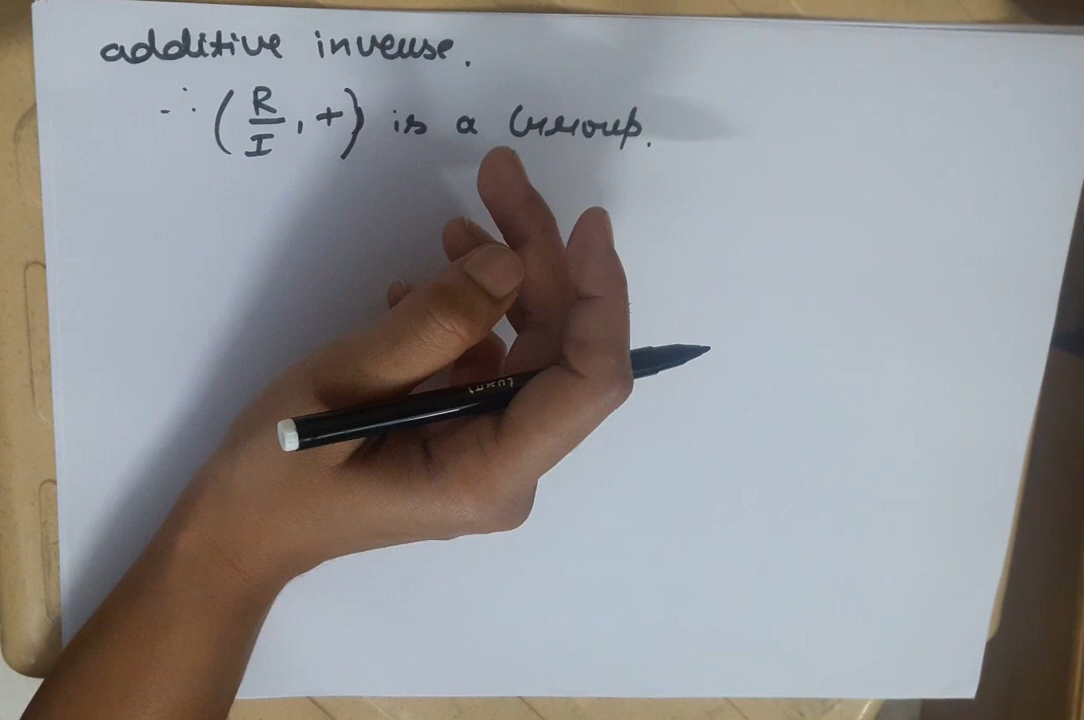 additive inverse.
∴ (R/I, +) is a Group.